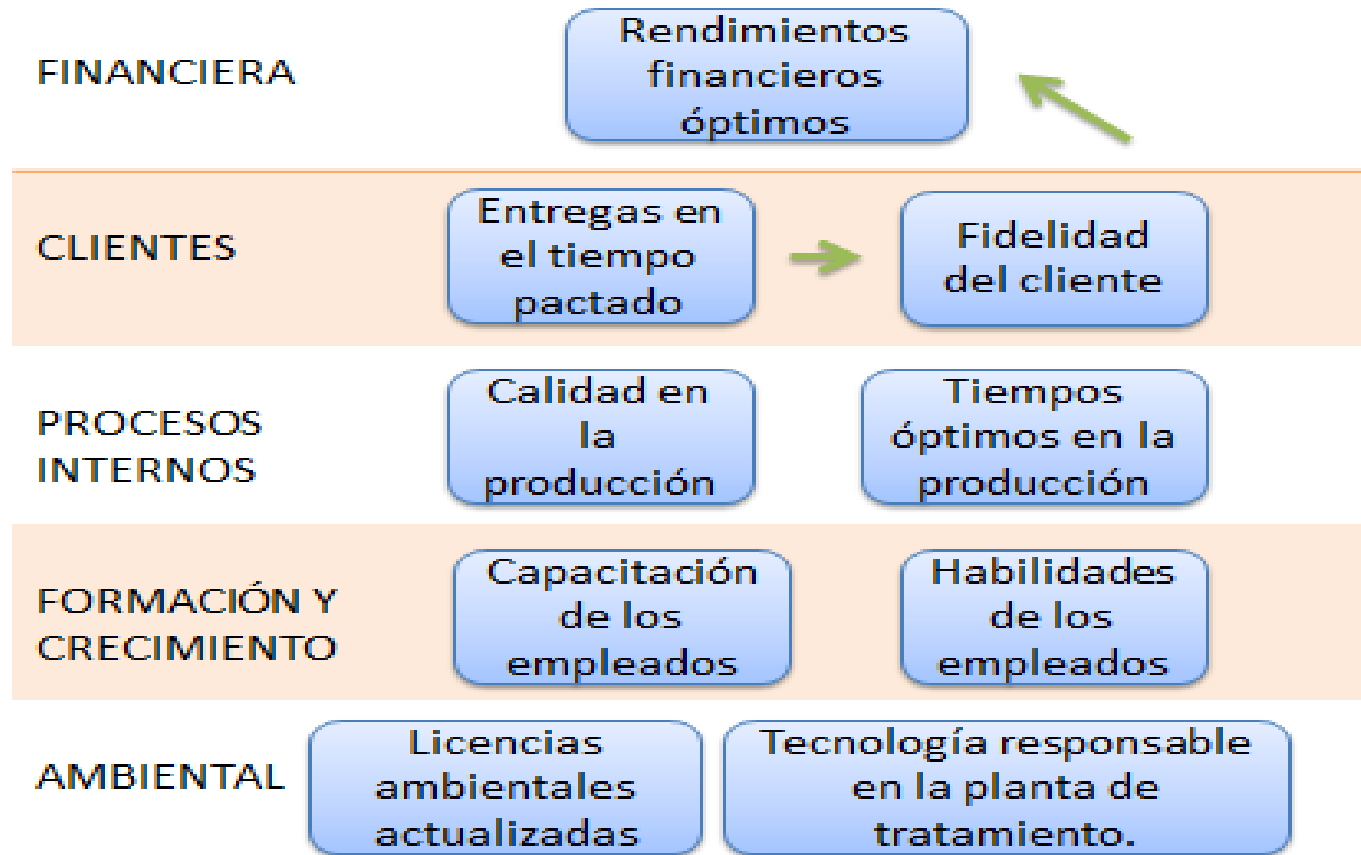 FINANCIERA
Rendimientos
financieros
óptimos
CLIENTES
Entregas en
el tiempo
pactado
Fidelidad
del cliente
PROCESOS
INTERNOS
Calidad en
la
producción
Tiempos
óptimos en la
producción
FORMACIÓN Y
CRECIMIENTO
Capacitación
de los
empleados
Habilidades
de los
empleados
AMBIENTAL
Licencias
ambientales
actualizadas
Tecnología responsable
en la planta de
tratamiento.